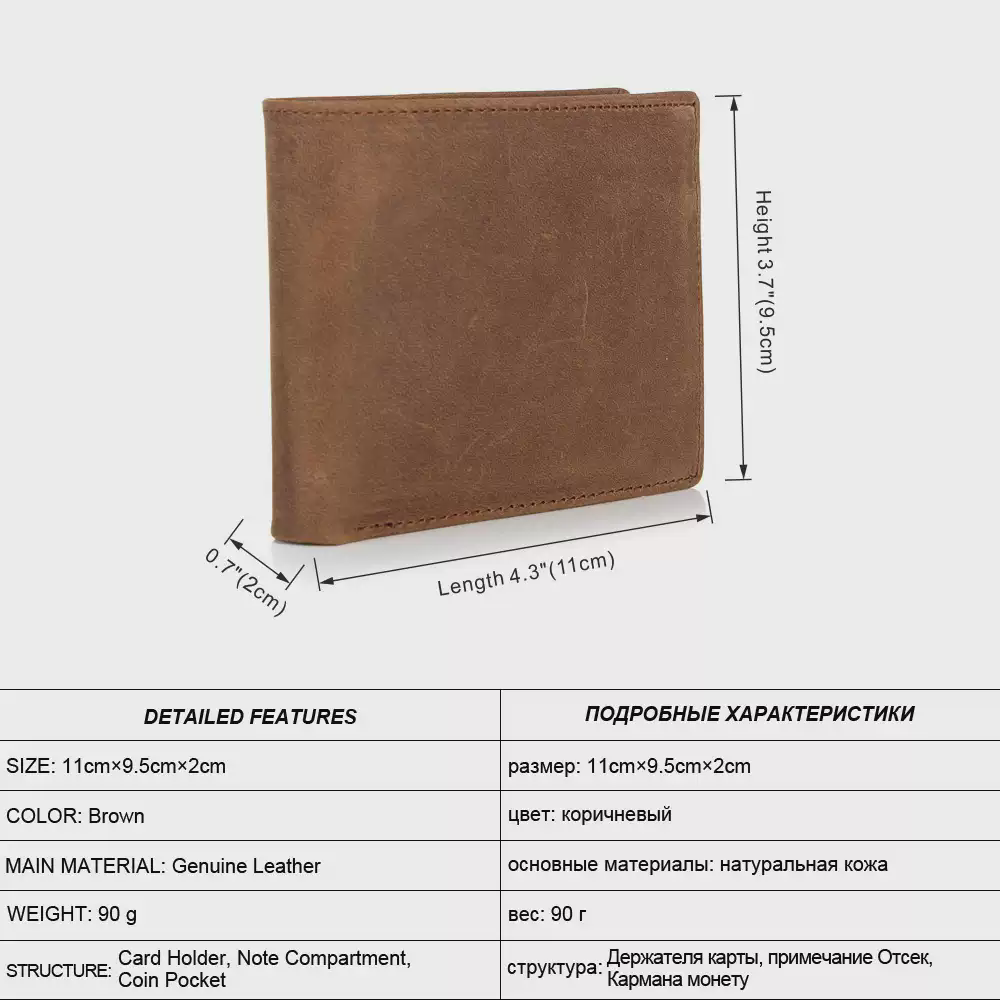 Height 3.7"(9.5cm)
0.7"(2cm)
Length 4.3"(11cm)
DETAILED FEATURES
ПОДРОБНЫЕ ХАРАКТЕРИСТИКИ
SIZE: 11cm×9.5cm×2cm
размер: 11cm×9.5cm×2cm
COLOR: Brown
цвет: коричневый
MAIN MATERIAL: Genuine Leather
основные материалы: натуральная кожа
WEIGHT: 90 g
вес: 90 г
STRUCTURE: Card Holder, Note Compartment,
Coin Pocket
структура: Держателя карты, примечание Отсек,
Кармана монету